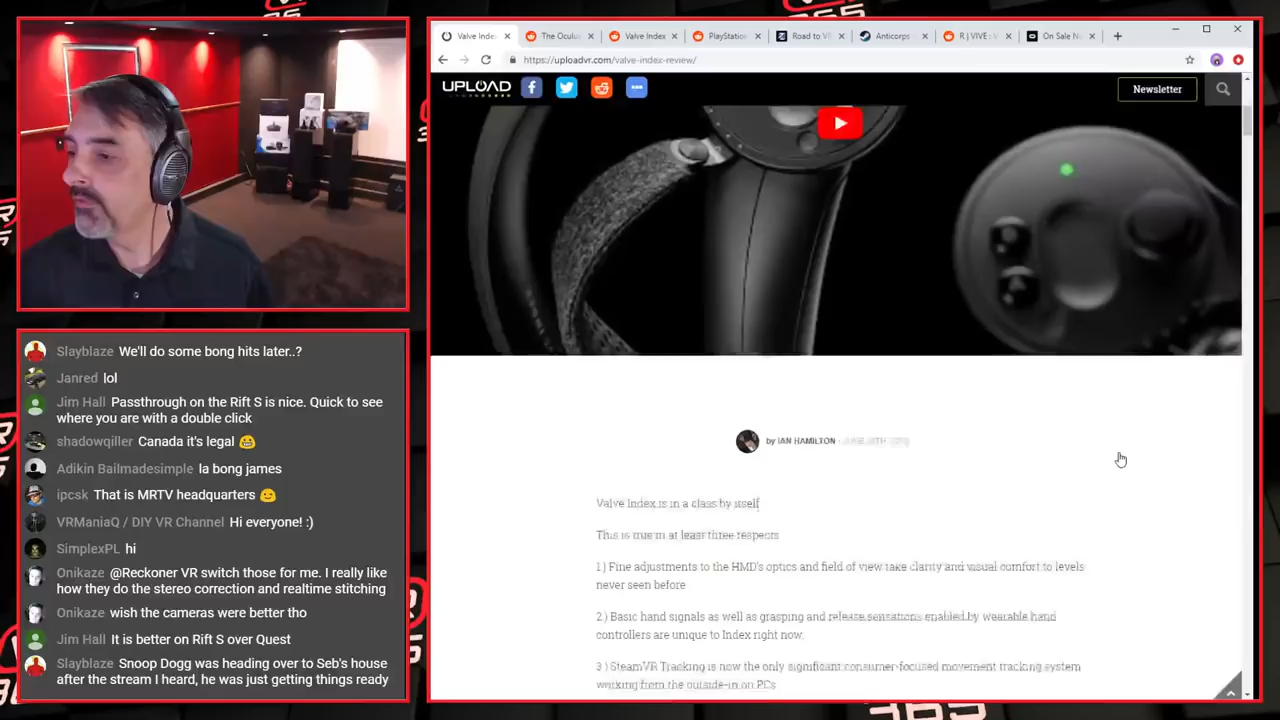 Valve Inde
The Oculu
Valve Index
PlayStation
Road to VR
Anticorps
R | VIVE : V
On Sale N
https://uploadvr.com/valve-index-review/
UPLOAD
Newsletter
by IAN HAMILTON
Valve Index is in a class by itself
This is true in at least three respects
1.) Fine adjustments to the HMD's optics and field of view take clarity and visual comfort to levels
never seen before
2.) Basic hand signals as well as grasping and release sensations enabled by wearable hand
controllers are unique to Index right now.
3.) SteamVR Tracking is now the only significant consumer-focused movement tracking system
working from the outside-in on PCs
Slayblaze We'll do some bong hits later..?
Janred lol
Jim Hall Passthrough on the Rift S is nice. Quick to see
where you are with a double click
shadowqiller Canada it's legal 😀
Adikin Bailmadesimple la bong james
ipcsk That is MRTV headquarters 😊
VRManiaQ / DIY VR Channel Hi everyone! :)
SimplexPL hi
Onikaze @Reckoner VR switch those for me. I really like
how they do the stereo correction and realtime stitching
Onikaze wish the cameras were better tho
Jim Hall It is better on Rift S over Quest
Slayblaze Snoop Dogg was heading over to Seb's house
after the stream I heard, he was just getting things ready
365